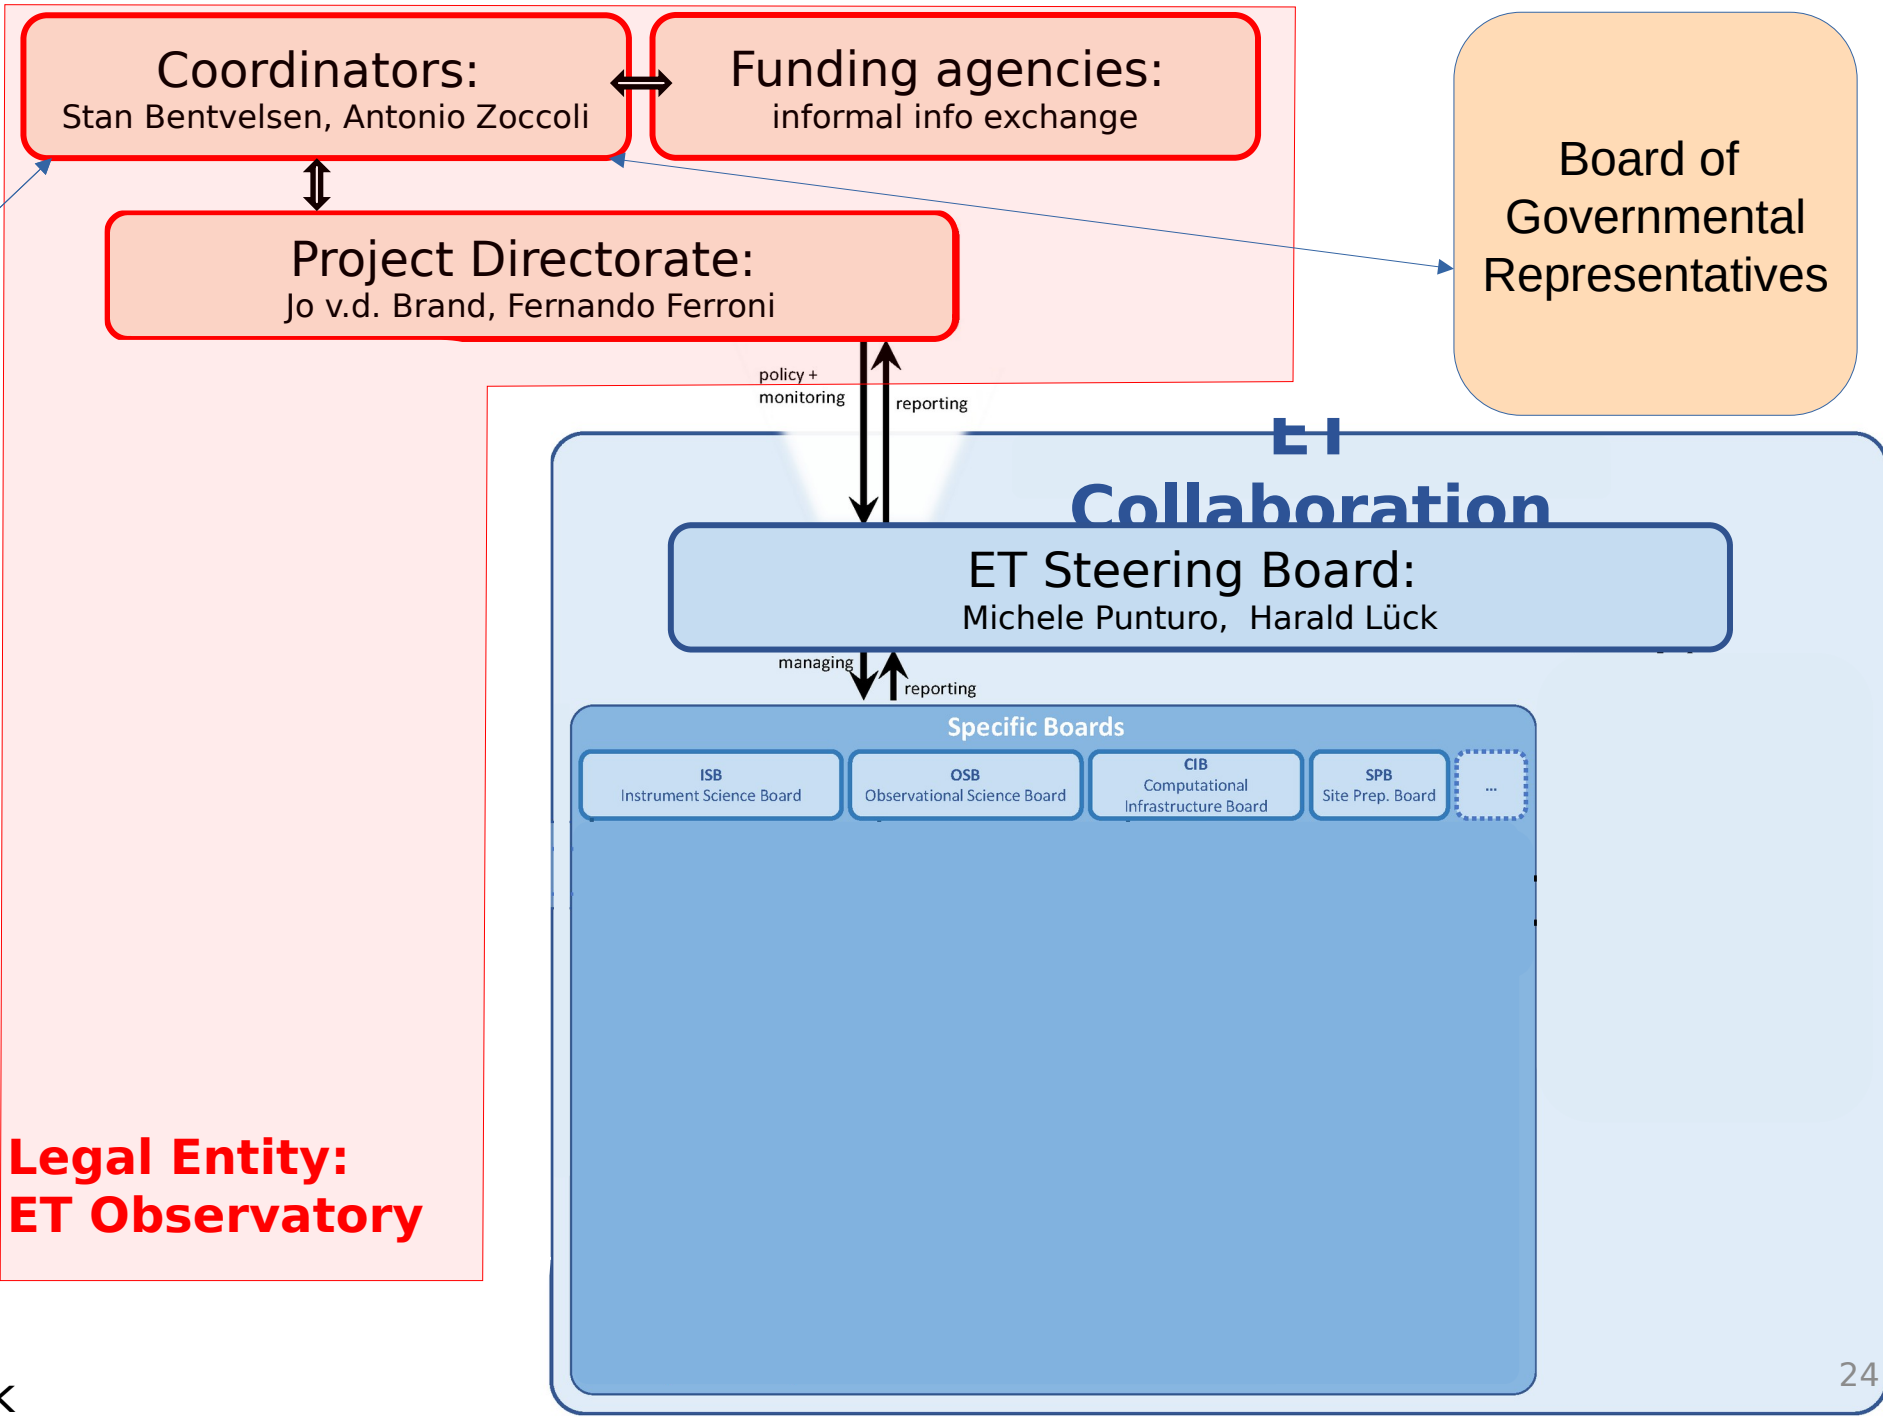 Coordinators:
Stan Bentvelsen, Antonio Zoccoli
Funding agencies:
informal info exchange
Board of
Governmental
Representatives
Project Directorate:
Jo v.d. Brand, Fernando Ferroni
policy +
monitoring
reporting
ET
Collaboration
ET Steering Board:
Michele Punturo,  Harald Lück
managing
reporting
Specific Boards
ISB
Instrument Science Board
OSB
Observational Science Board
CIB
Computational
Infrastructure Board
SPB
Site Prep. Board
...
Legal Entity:
ET Observatory
24